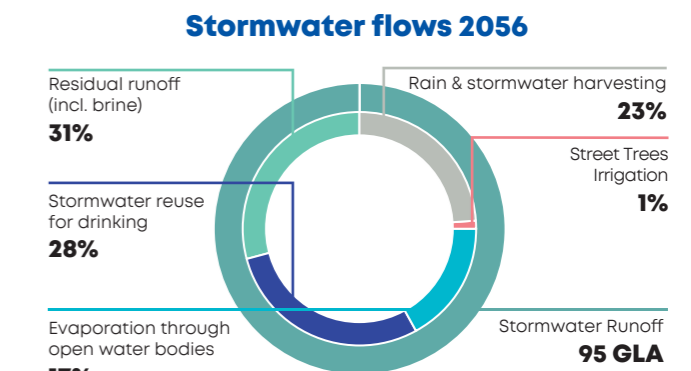 Stormwater flows 2056
Residual runoff
(incl. brine)
31%
Stormwater reuse
for drinking
28%
Evaporation through
open water bodies
17%
Rain & stormwater harvesting
23%
Street Trees
Irrigation
1%
Stormwater Runoff
95 GLA